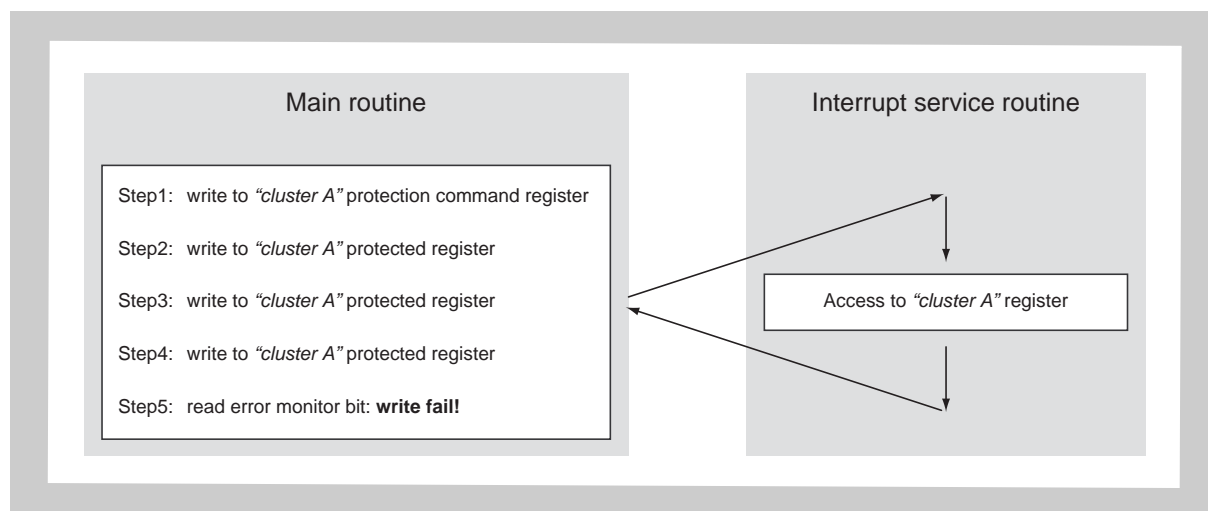 Main routine
Step1: write to “cluster A” protection command register
Step2: write to “cluster A” protected register
Step3: write to “cluster A” protected register
Step4: write to “cluster A” protected register
Step5: read error monitor bit: write fail!
Interrupt service routine
Access to “cluster A” register